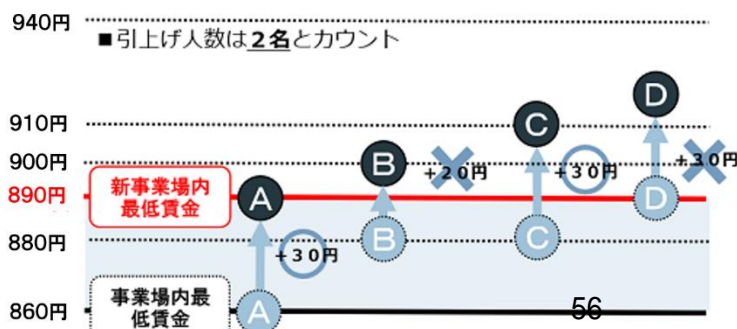 940円
■引上げ人数は2名とカウント
910円
900円
890円
880円
860円
新事業場内
最低賃金
事業場内最
低賃金
A
A
+30円
B
B
+20円
C
C
+30円
D
D
+30円
56